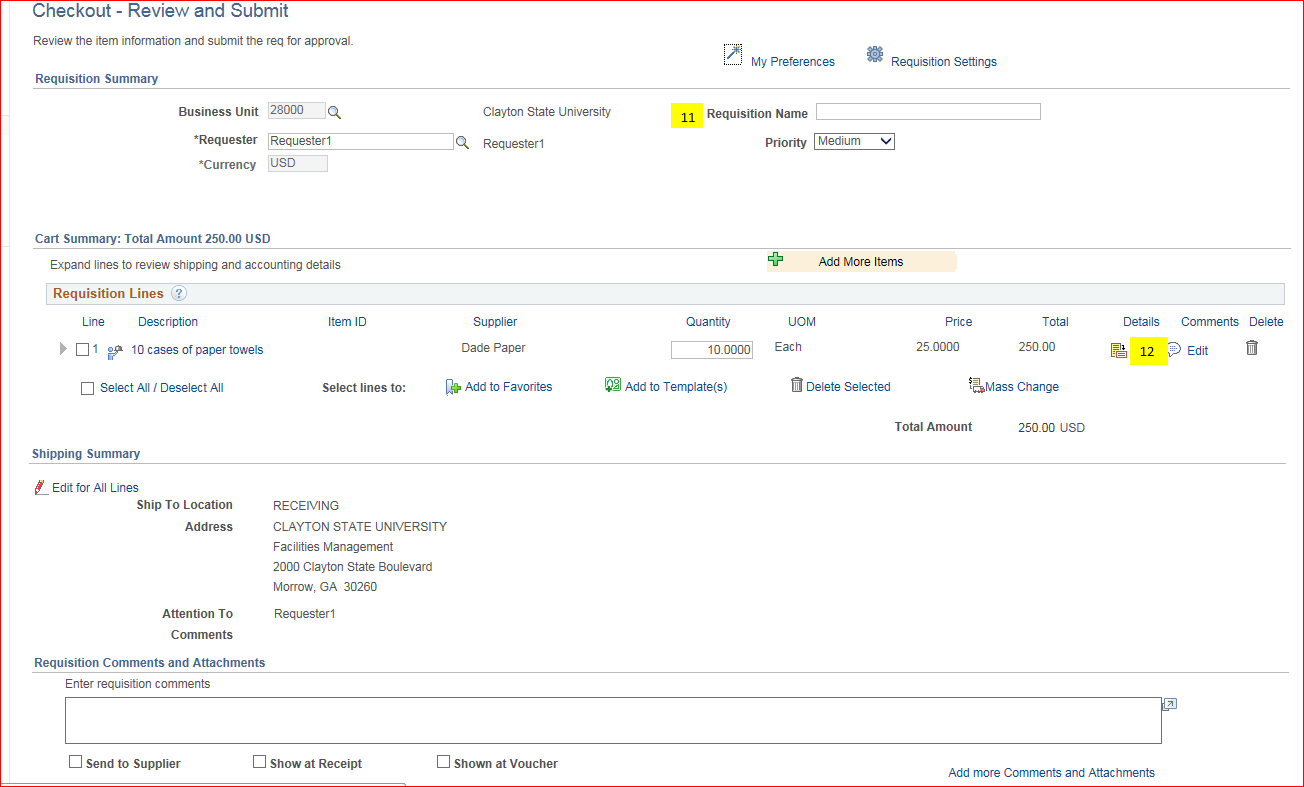 Checkout - Review and Submit
Review the item information and submit the req for approval.
My Preferences Requisition Settings
Requisition Summary
Business Unit 28000 Clayton State University 11 Requisition Name
*Requester Requester1 Requester1 Priority Medium
*Currency USD
Cart Summary: Total Amount 250.00 USD
Expand lines to review shipping and accounting details Add More Items
Requisition Lines ?
Line Description Item ID Supplier Quantity UOM Price Total Details Comments Delete
1 10 cases of paper towels Dade Paper 10.0000 Each 25.0000 250.00 12 Edit
Select All / Deselect All Select lines to: Add to Favorites Add to Template(s) Delete Selected Mass Change
Total Amount 250.00 USD
Shipping Summary
Edit for All Lines
Ship To Location RECEIVING
Address CLAYTON STATE UNIVERSITY
Facilities Management
2000 Clayton State Boulevard
Morrow, GA 30260
Attention To Requester1
Comments
Requisition Comments and Attachments
Enter requisition comments
Send to Supplier Show at Receipt Shown at Voucher
Add more Comments and Attachments